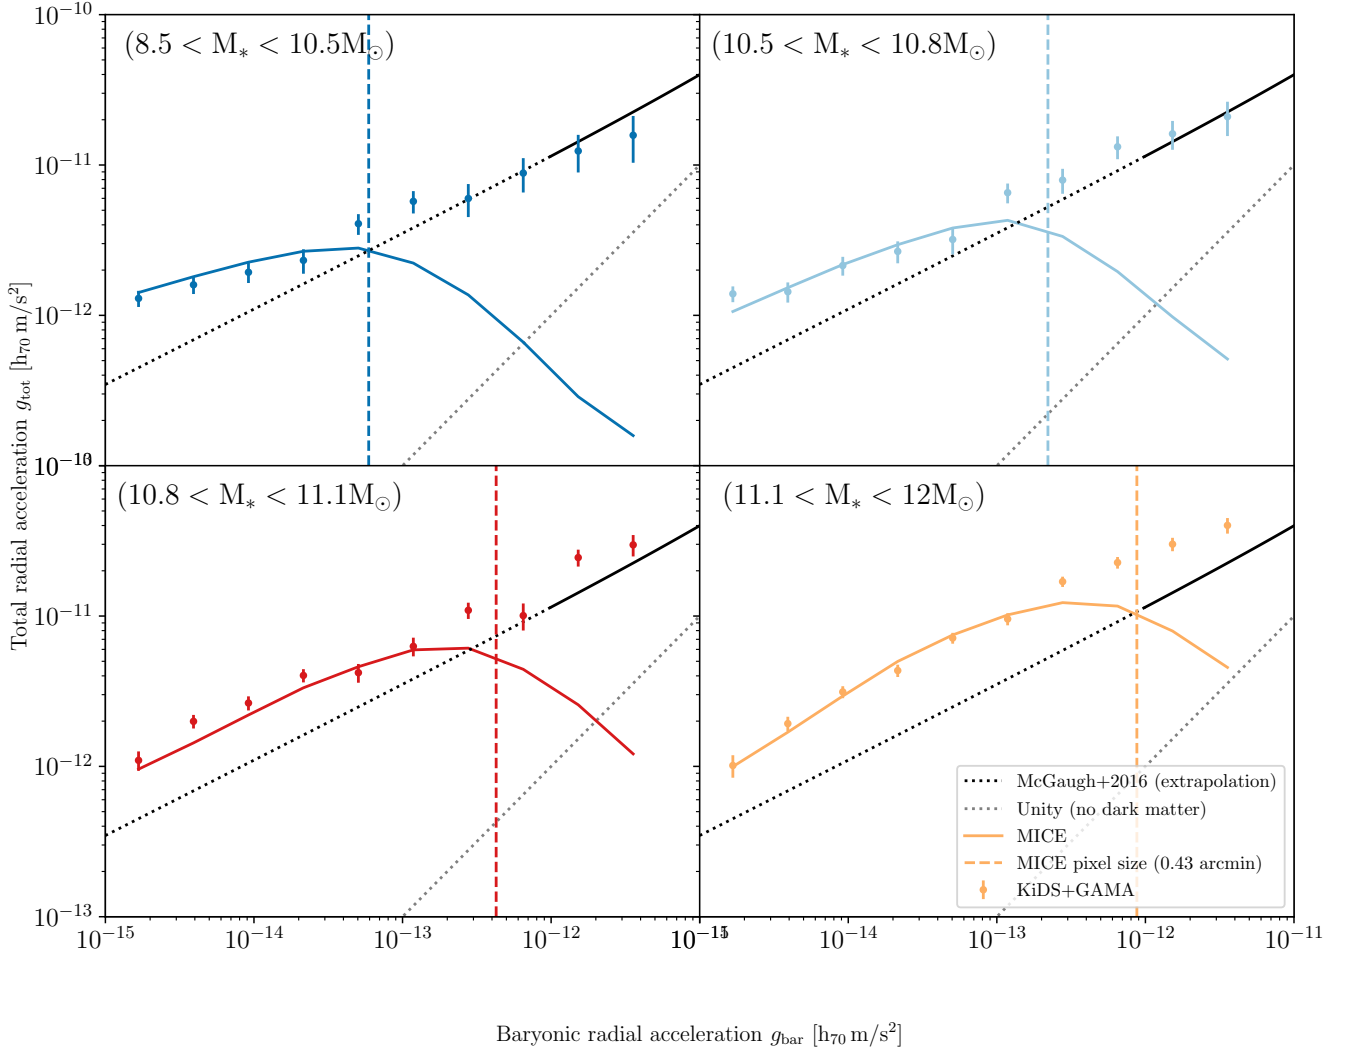 (8.5 < M∗ < 10.5M⊙)
(10.5 < M∗ < 10.8M⊙)
10⁻¹⁰
10⁻¹¹
10⁻¹²
10⁻¹³
Total radial acceleration g_tot [h₇₀ m/s²]
(10.8 < M∗ < 11.1M⊙)
(11.1 < M∗ < 12M⊙)
10⁻¹¹
10⁻¹²
10⁻¹³
McGaugh+2016 (extrapolation)
Unity (no dark matter)
MICE
MICE pixel size (0.43 arcmin)
KiDS+GAMA
10⁻¹⁵ 10⁻¹⁴ 10⁻¹³ 10⁻¹² 10⁻¹⁵ 10⁻¹⁴ 10⁻¹³ 10⁻¹² 10⁻¹¹
Baryonic radial acceleration g_bar [h₇₀ m/s²]